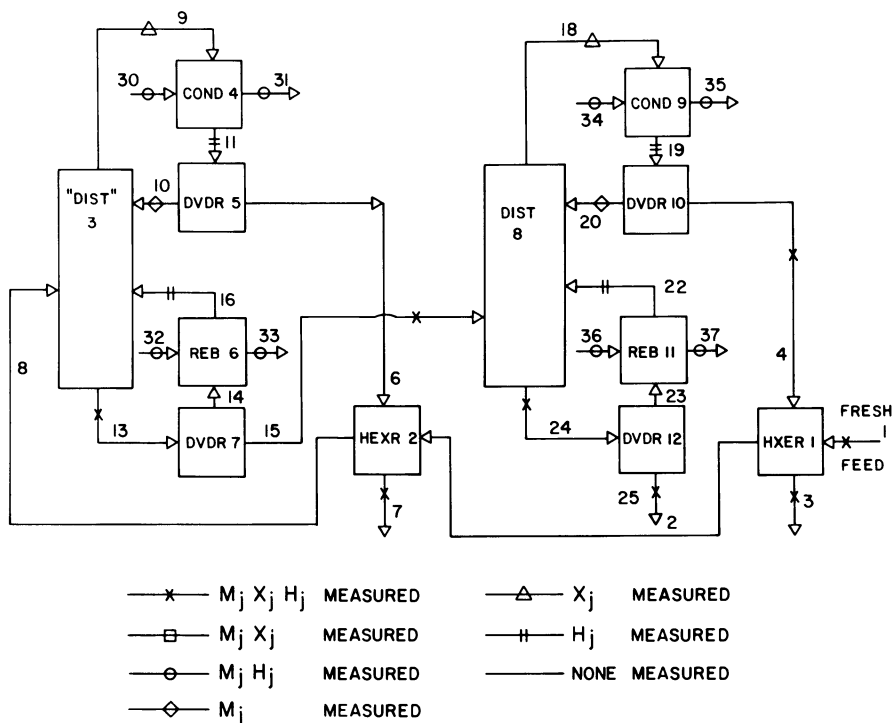 9
18
30
COND 4
31
34
COND 9
35
11
19
"DIST"
3
10
DVDR 5
DIST
8
20
DVDR 10
16
22
32
REB 6
33
36
REB 11
37
8
14
6
23
4
13
DVDR 7
15
HEXR 2
24
DVDR 12
HXER 1
FRESH
1
FEED
7
25
2
3
Mj Xj Hj MEASURED
Xj MEASURED
Mj Xj MEASURED
Hj MEASURED
Mj Hj MEASURED
NONE MEASURED
Mj MEASURED